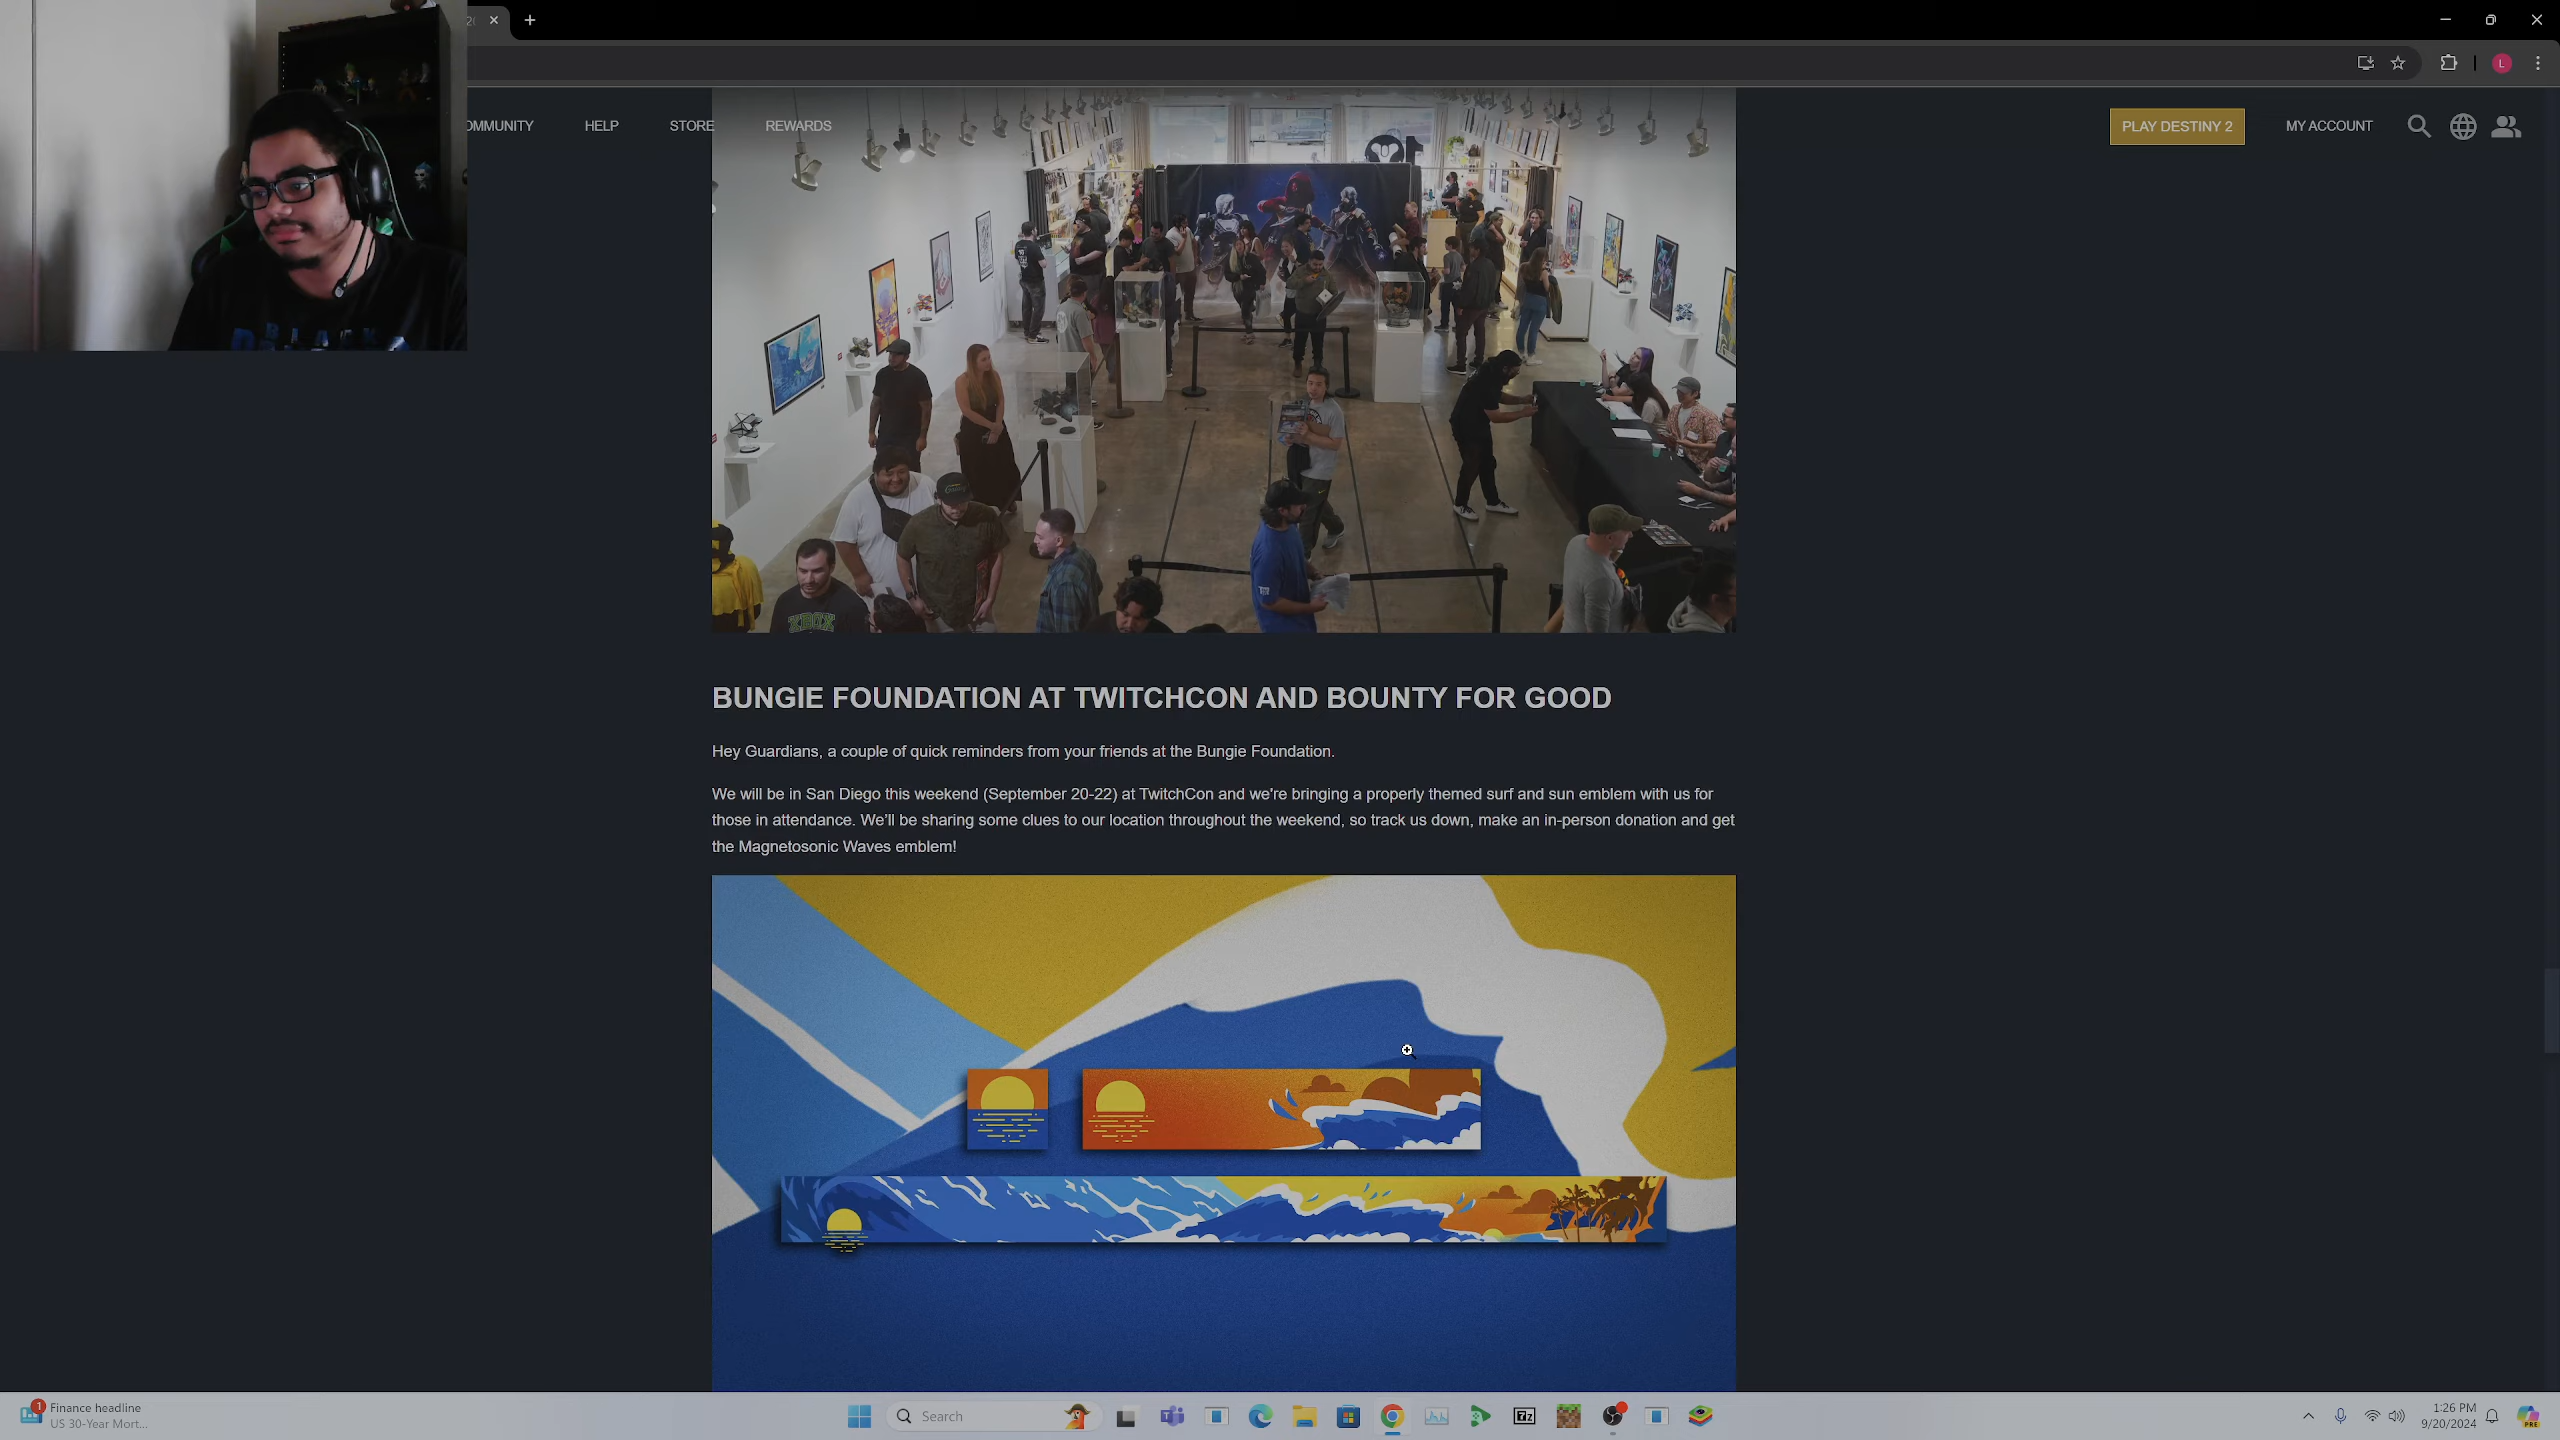 OMMUNITY HELP STORE REWARDS PLAY DESTINY 2 MY ACCOUNT L
XBOX
BUNGIE FOUNDATION AT TWITCHCON AND BOUNTY FOR GOOD
Hey Guardians, a couple of quick reminders from your friends at the Bungie Foundation.
We will be in San Diego this weekend (September 20-22) at TwitchCon and we're bringing a properly themed surf and sun emblem with us for
those in attendance. We'll be sharing some clues to our location throughout the weekend, so track us down, make an in-person donation and get
the Magnetosonic Waves emblem!
1
Finance headline
US 30-Year Mort...
Search
7z
1:26 PM
9/20/2024
PRE